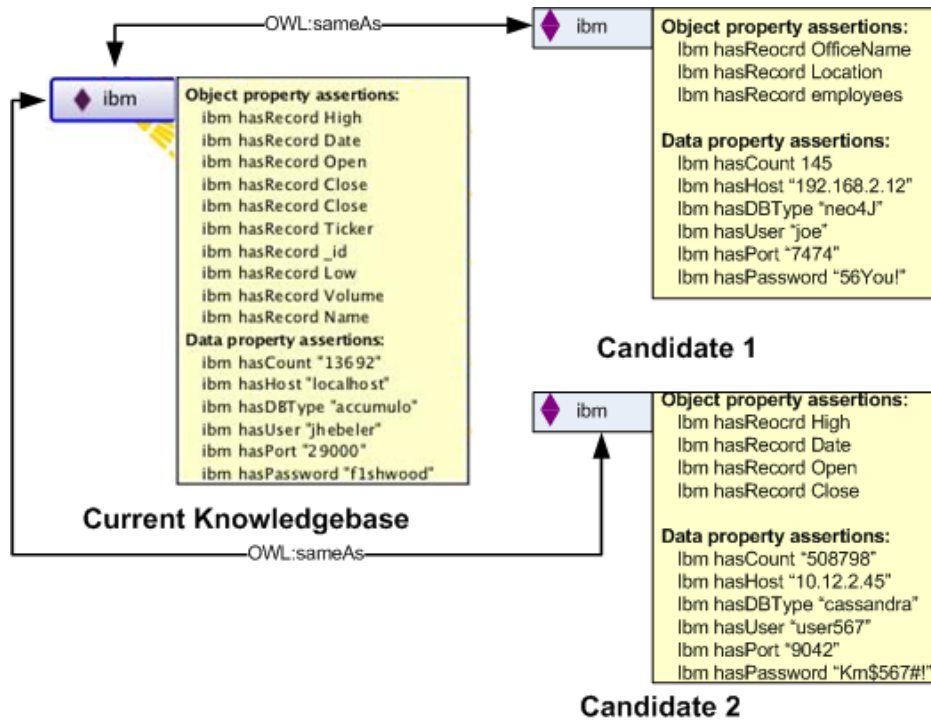 OWL:sameAs
ibm
Object property assertions:
Ibm hasReocrd OfficeName
Ibm hasRecord Location
Ibm hasRecord employees
Data property assertions:
Ibm hasCount 145
Ibm hasHost “192.168.2.12”
Ibm hasDBType “neo4J”
Ibm hasUser “joe”
Ibm hasPort “7474”
Ibm hasPassword “56You!”
Candidate 1
ibm
Object property assertions:
ibm hasRecord High
ibm hasRecord Date
ibm hasRecord Open
ibm hasRecord Close
ibm hasRecord Close
ibm hasRecord Ticker
ibm hasRecord _id
ibm hasRecord Low
ibm hasRecord Volume
ibm hasRecord Name
Data property assertions:
ibm hasCount "13692"
ibm hasHost "localhost"
ibm hasDBType "accumulo"
ibm hasUser "jhebeler"
ibm hasPort "29000"
ibm hasPassword "f1shwood"
Current Knowledgebase
OWL:sameAs
ibm
Object property assertions:
Ibm hasReocrd High
Ibm hasRecord Date
Ibm hasRecord Open
Ibm hasRecord Close
Data property assertions:
Ibm hasCount “508798”
Ibm hasHost “10.12.2.45”
Ibm hasDBType “cassandra”
Ibm hasUser “user567”
Ibm hasPort “9042”
Ibm hasPassword “Km$567#!”
Candidate 2